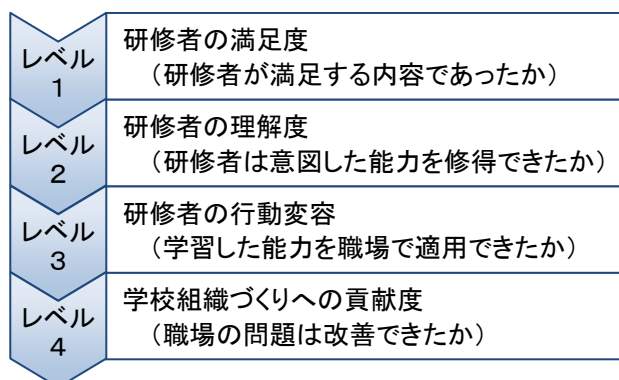 レベル
1
研修者の満足度
（研修者が満足する内容であったか）
レベル
2
研修者の理解度
（研修者は意図した能力を修得できたか）
レベル
3
研修者の行動変容
（学習した能力を職場で適用できたか）
レベル
4
学校組織づくりへの貢献度
（職場の問題は改善できたか）